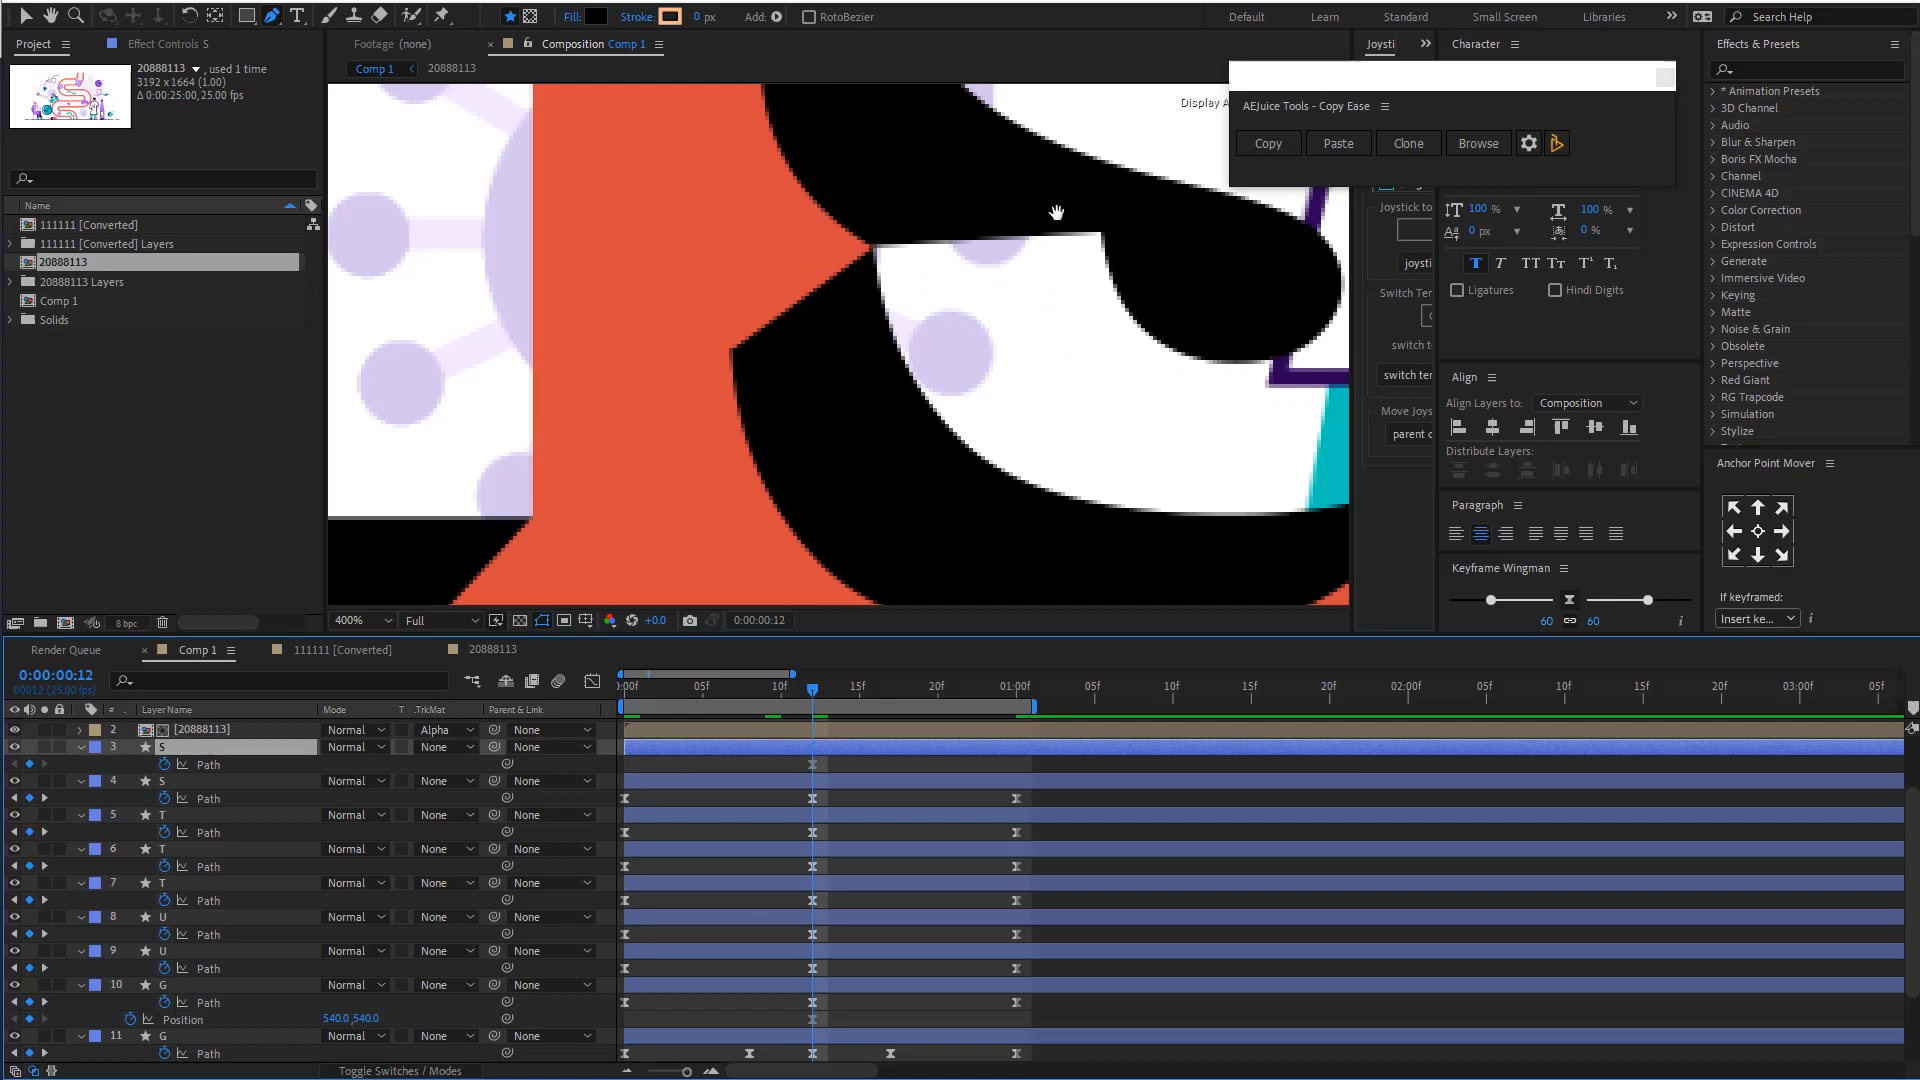 Fill:
Stroke:
0 px
Add:
RotoBezier
Default
Learn
Standard
Small Screen
Libraries
Search Help
Project
Effect Controls S
Footage (none)
Composition Comp 1
Joysti
Character
Effects & Presets
20888113 , used 1 time
3192 x 1664 (1.00)
Δ 0:00:25:00, 25.00 fps
Comp 1
20888113
Display A
AEJuice Tools - Copy Ease
Copy
Paste
Clone
Browse
* Animation Presets
3D Channel
Audio
Blur & Sharpen
Boris FX Mocha
Channel
CINEMA 4D
Color Correction
Distort
Expression Controls
Generate
Immersive Video
Keying
Matte
Noise & Grain
Obsolete
Perspective
Red Giant
RG Trapcode
Simulation
Stylize
Name
111111 [Converted]
111111 [Converted] Layers
20888113
20888113 Layers
Comp 1
Solids
Joystick to
joysti
Switch Ter
switch to
switch ter
Move Joys
parent c
100 %
100 %
0 px
0 %
Ligatures
Hindi Digits
Align
Align Layers to:
Composition
Distribute Layers:
Paragraph
Keyframe Wingman
60
60
Anchor Point Mover
If keyframed:
Insert ke...
8 bpc
400%
Full
+0.0
0:00:00:12
Render Queue
Comp 1
111111 [Converted]
20888113
0:00:00:12
00012 (25.00 fps)
:00f
05f
10f
15f
20f
01:00f
05f
10f
15f
20f
02:00f
05f
10f
15f
20f
03:00f
05f
#
Layer Name
Mode
T
.TrkMat
Parent & Link
2
[20888113]
Normal
Alpha
None
3
S
Normal
None
None
Path
4
S
Normal
None
None
Path
5
T
Normal
None
None
Path
6
T
Normal
None
None
Path
7
T
Normal
None
None
Path
8
U
Normal
None
None
Path
9
U
Normal
None
None
Path
10
G
Normal
None
None
Path
Position
540.0,540.0
11
G
Normal
None
None
Path
Toggle Switches / Modes